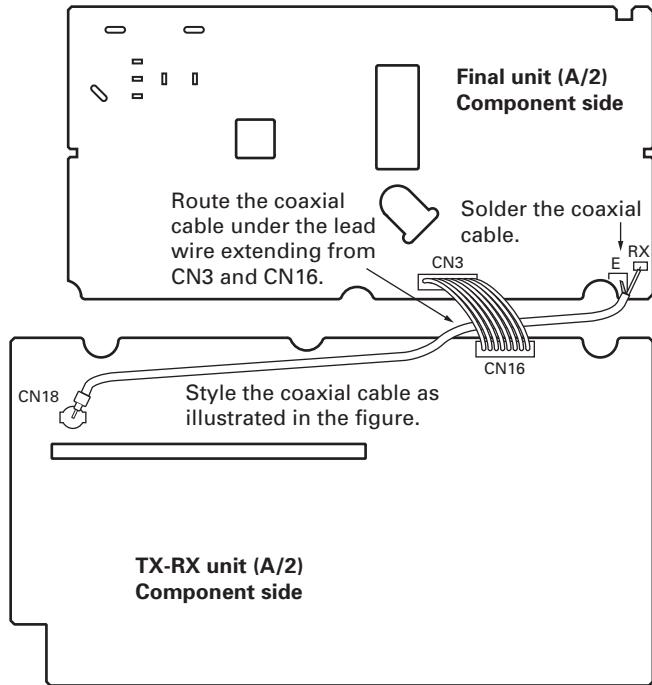 Final unit (A/2)
Component side
Route the coaxial
cable under the lead
wire extending from
CN3 and CN16.
Solder the coaxial
cable.
E
RX
CN3
CN16
CN18
Style the coaxial cable as
illustrated in the figure.
TX-RX unit (A/2)
Component side